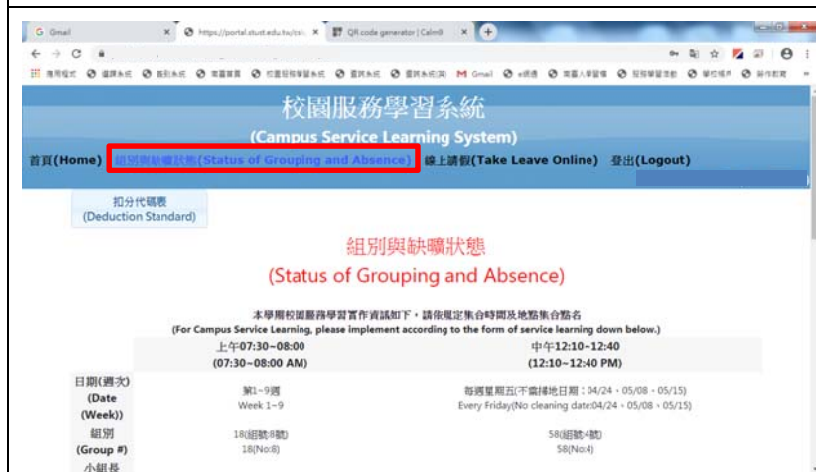 Gmail
https://portal.stust.edu.tw/csl
QR code generator | CalmB
Gmail
校園服務學習系統
(Campus Service Learning System)
首頁(Home) 組別與缺曠狀態(Status of Grouping and Absence) 線上請假(Take Leave Online) 登出(Logout)
扣分代碼表
(Deduction Standard)
組別與缺曠狀態
(Status of Grouping and Absence)
本學期校園服務學習實作資訊如下，請依規定集合時間及地點集合點名
(For Campus Service Learning, please implement according to the form of service learning down below.)
上午07:30~08:00 中午12:10~12:40
(07:30~08:00 AM) (12:10~12:40 PM)
日期(週次)
(Date
(Week))
第1~9週 每週星期五(不需掃地日期：04/24、05/08、05/15)
Week 1~9 Every Friday(No cleaning date:04/24、05/08、05/15)
組別 18(組號:8號) 58(組號:4號)
(Group #) 18(No:8) 58(No:4)
小組長